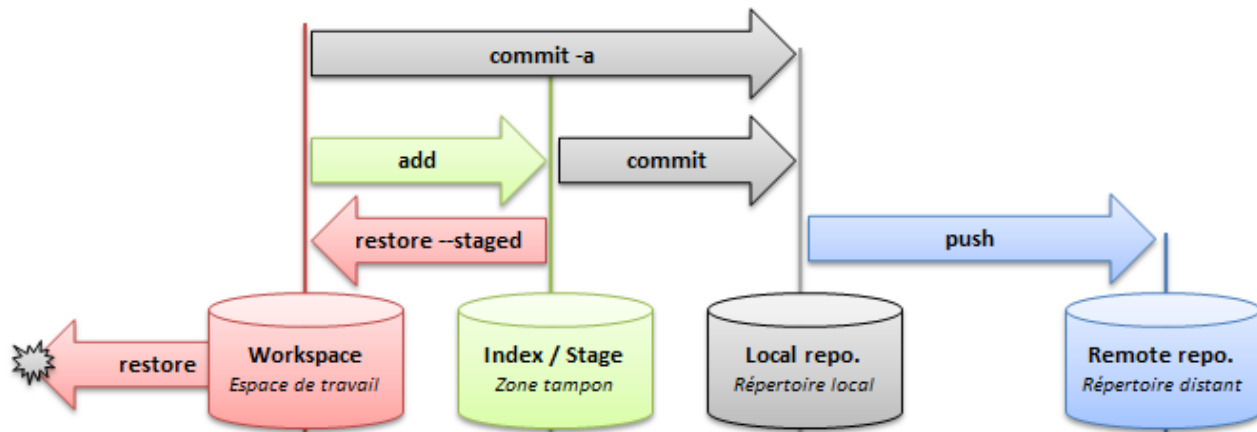 commit -a
add
commit
restore --staged
push
restore
Workspace
Espace de travail
Index / Stage
Zone tampon
Local repo.
Répertoire local
Remote repo.
Répertoire distant